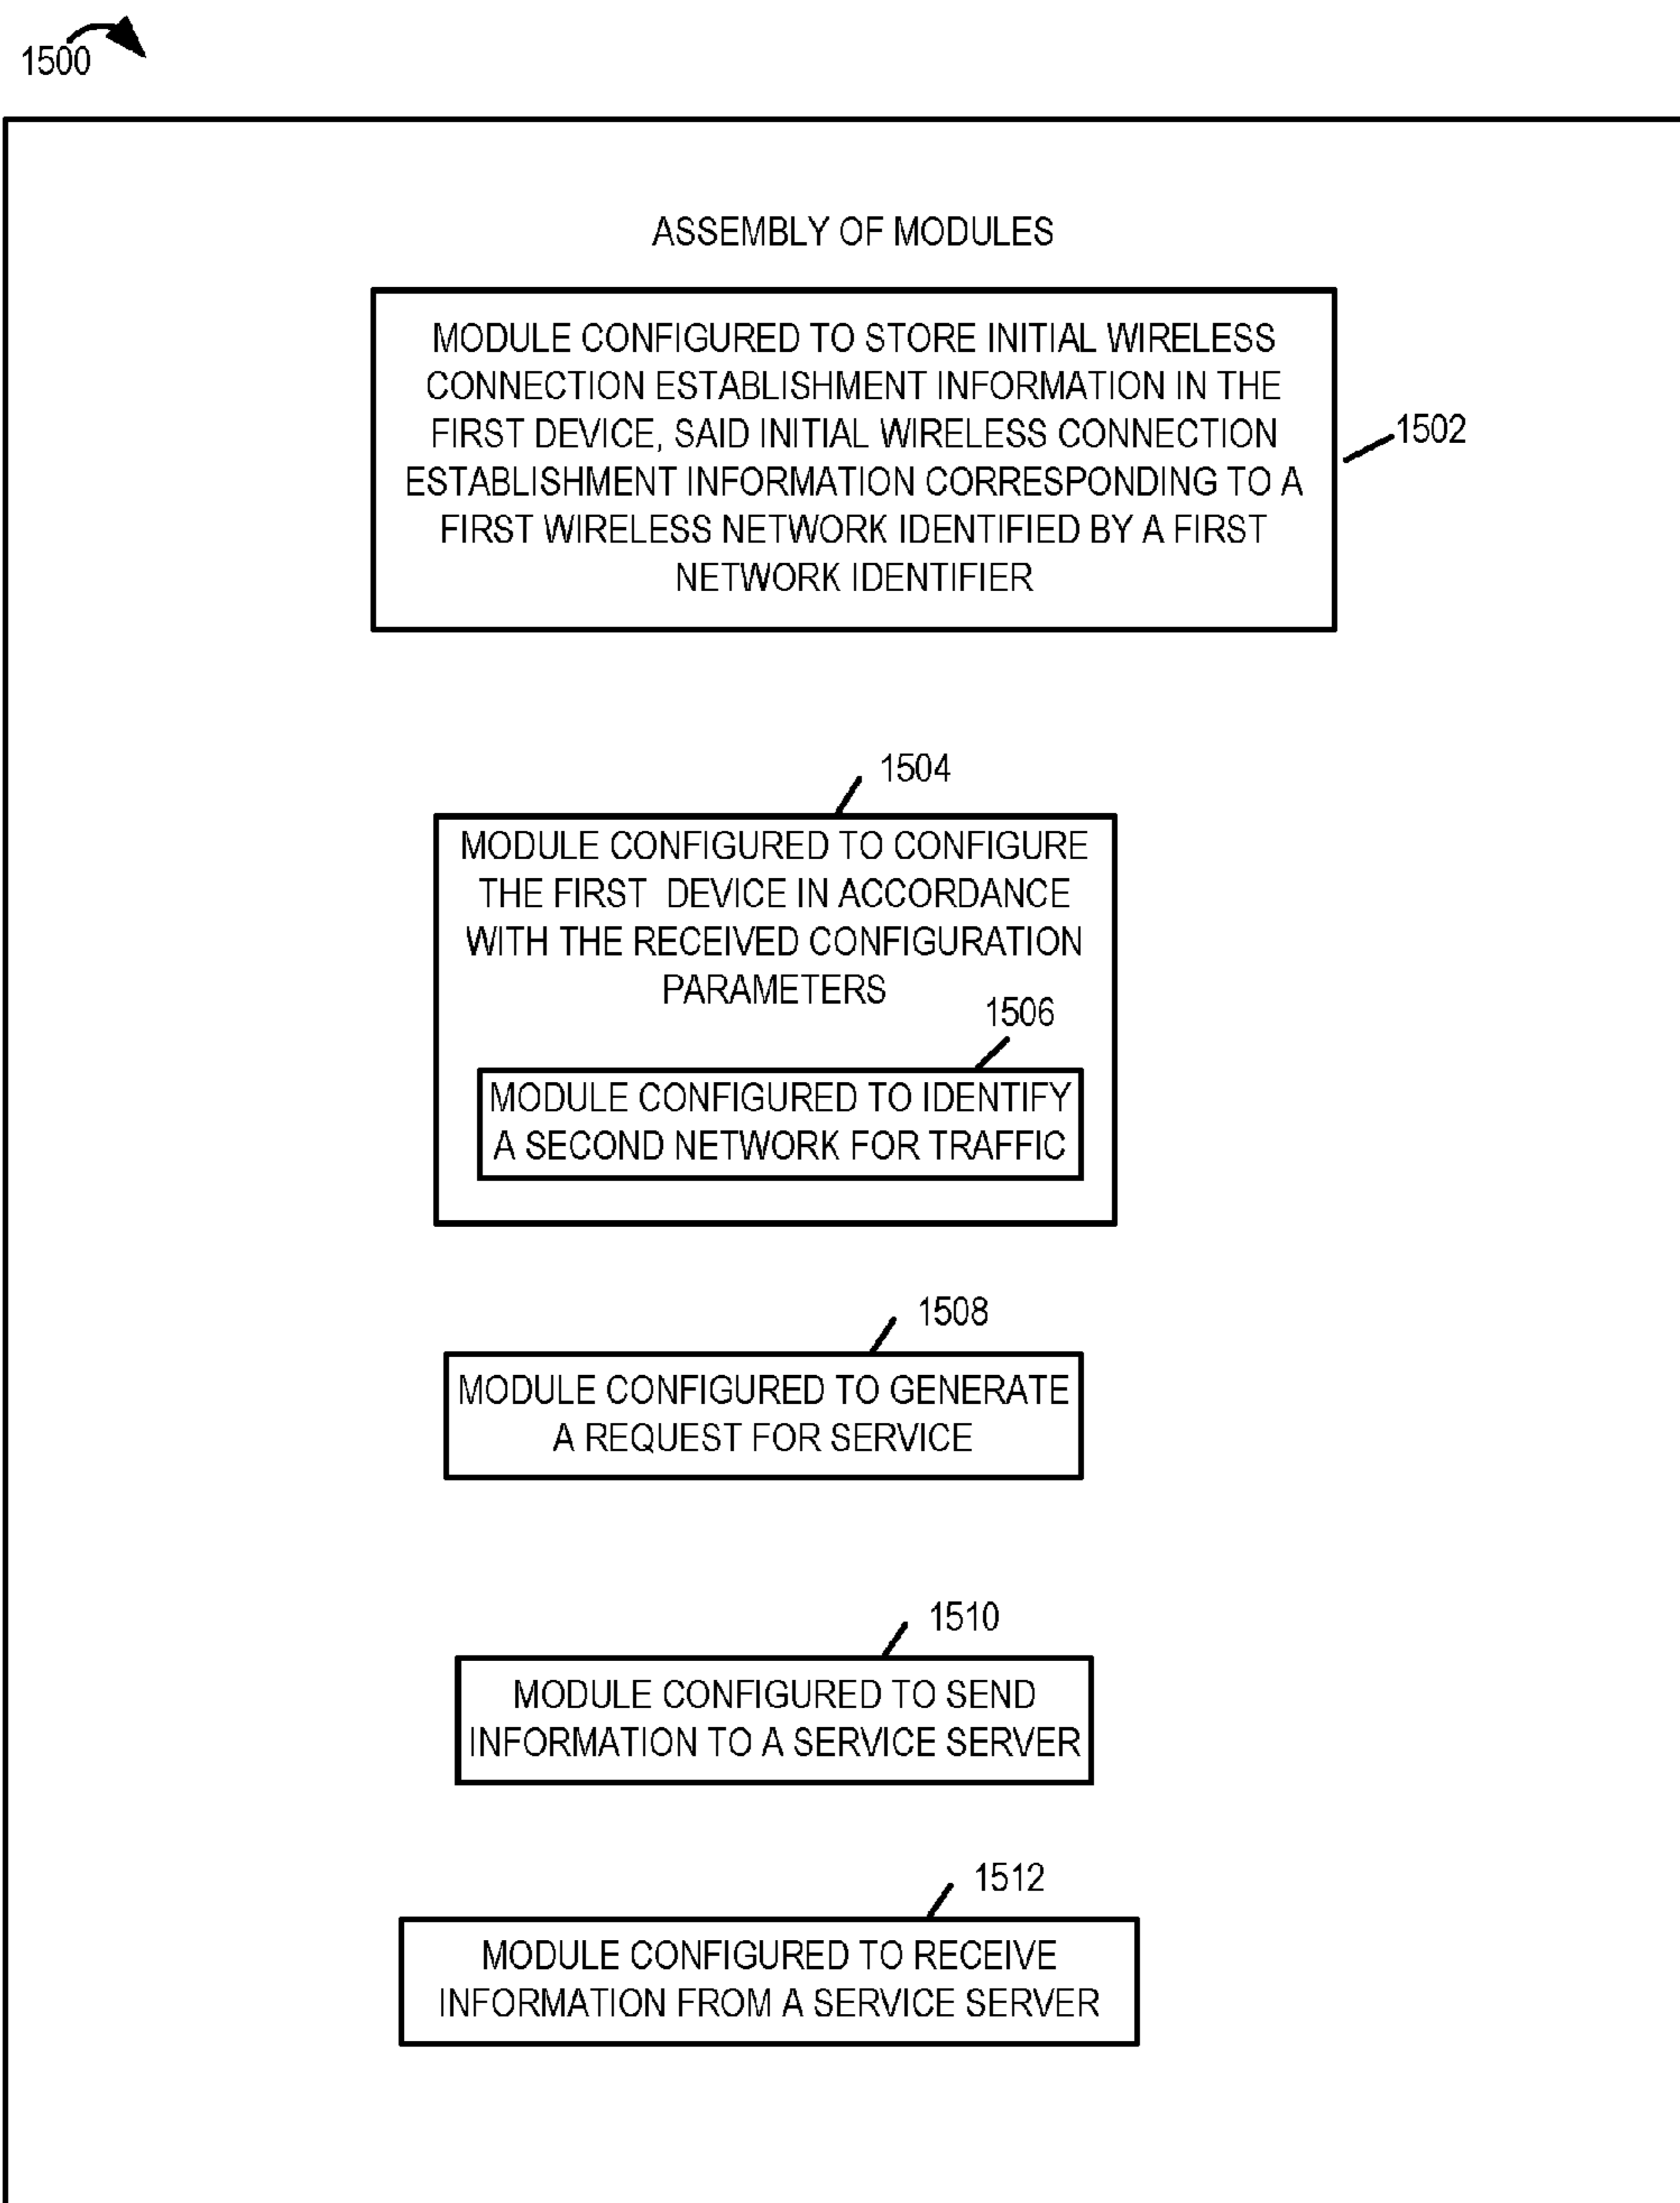 1500
ASSEMBLY OF MODULES
MODULE CONFIGURED TO STORE INITIAL WIRELESS
CONNECTION ESTABLISHMENT INFORMATION IN THE
FIRST DEVICE, SAID INITIAL WIRELESS CONNECTION
ESTABLISHMENT INFORMATION CORRESPONDING TO A
FIRST WIRELESS NETWORK IDENTIFIED BY A FIRST
NETWORK IDENTIFIER
1502
1504
MODULE CONFIGURED TO CONFIGURE
THE FIRST DEVICE IN ACCORDANCE
WITH THE RECEIVED CONFIGURATION
PARAMETERS
1506
MODULE CONFIGURED TO IDENTIFY
A SECOND NETWORK FOR TRAFFIC
1508
MODULE CONFIGURED TO GENERATE
A REQUEST FOR SERVICE
1510
MODULE CONFIGURED TO SEND
INFORMATION TO A SERVICE SERVER
1512
MODULE CONFIGURED TO RECEIVE
INFORMATION FROM A SERVICE SERVER